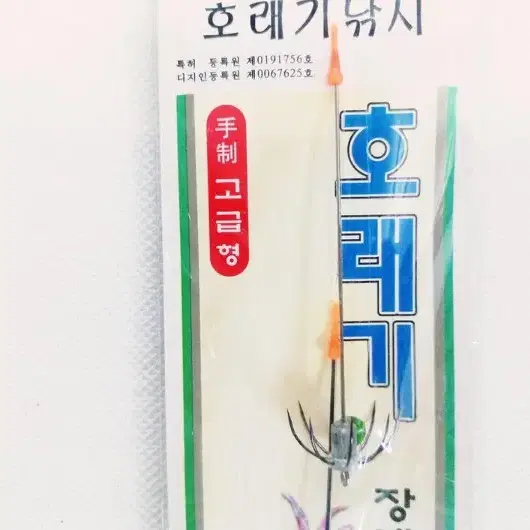 호래기낚시
특허 등록원 제0191756호
디자인등록원 제0067625호
手制 고급형
호래기
장